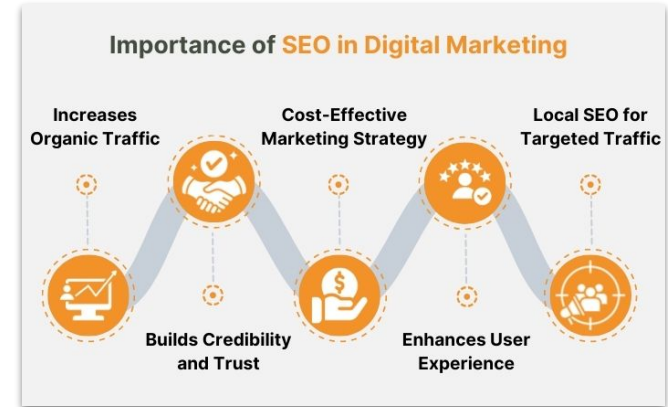 Importance of SEO in Digital Marketing
Increases
Organic Traffic
Cost-Effective
Marketing Strategy
Local SEO for
Targeted Traffic
$
Builds Credibility
and Trust
Enhances User
Experience